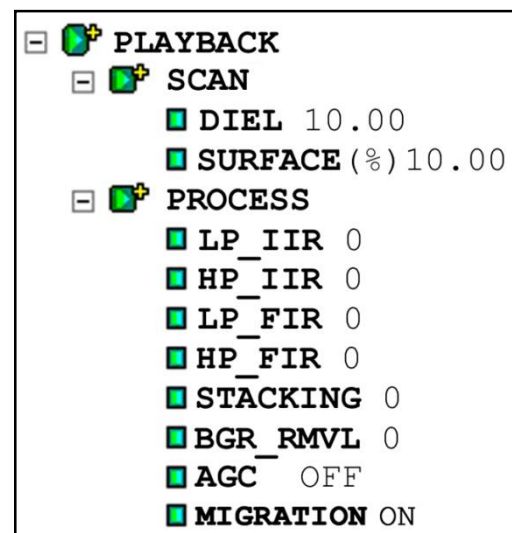 PLAYBACK
SCAN
DIEL 10.00
SURFACE(%)10.00
PROCESS
LP_IIR 0
HP_IIR 0
LP_FIR 0
HP_FIR 0
STACKING 0
BGR_RMVL 0
AGC OFF
MIGRATION ON